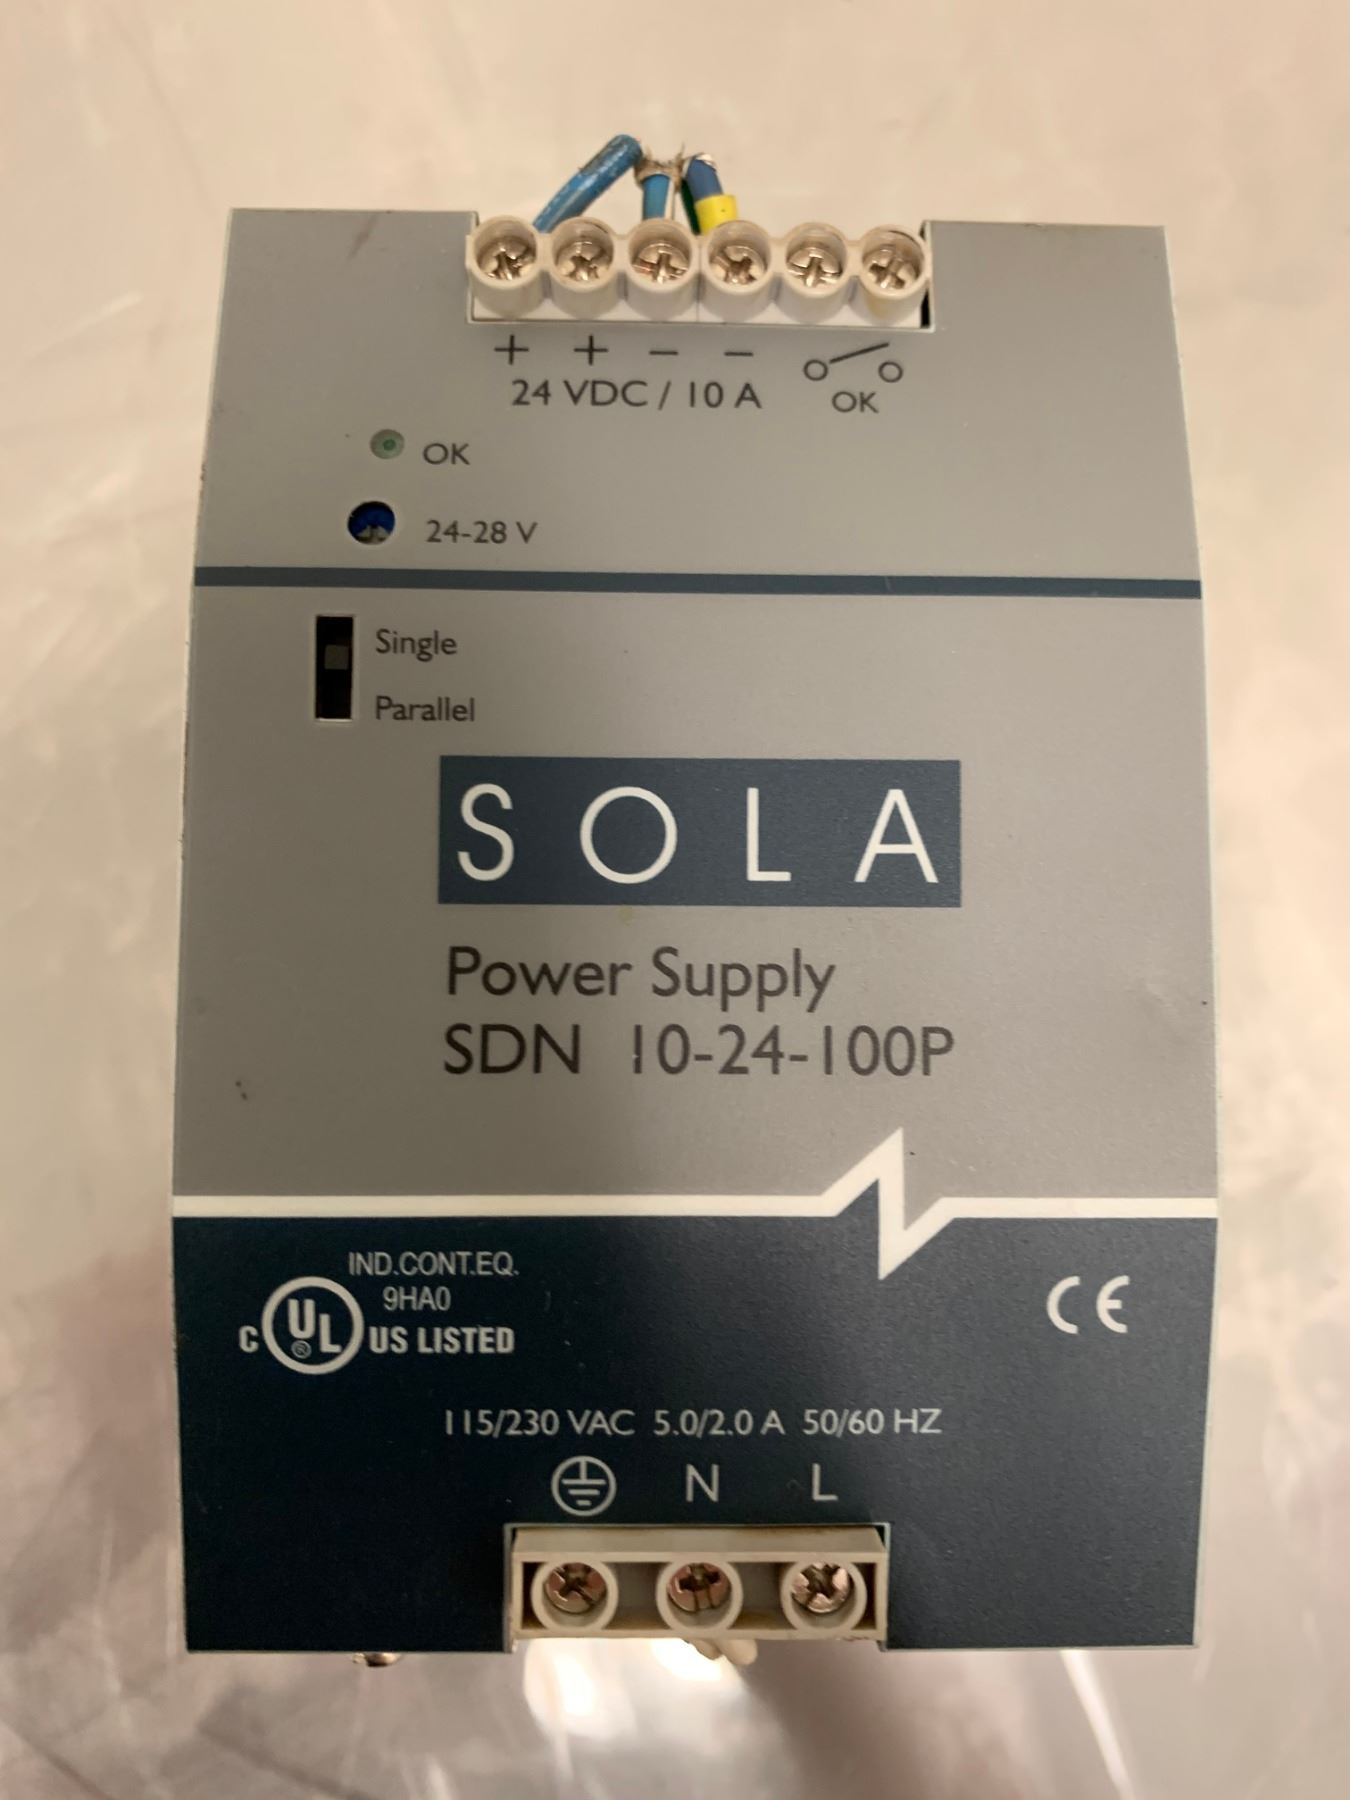 + + − −
24 VDC / 10 A
OK
OK
24-28 V
Single
Parallel
SOLA
Power Supply
SDN 10-24-100P
IND.CONT.EQ.
9HA0
C UL ® US LISTED
CE
115/230 VAC 5.0/2.0 A 50/60 HZ
N L